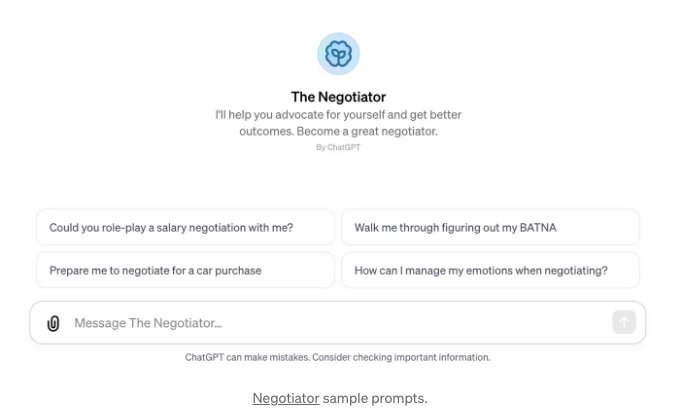 The Negotiator
I'll help you advocate for yourself and get better
outcomes. Become a great negotiator.
By ChatGPT
Could you role-play a salary negotiation with me?
Walk me through figuring out my BATNA
Prepare me to negotiate for a car purchase
How can I manage my emotions when negotiating?
Message The Negotiator...
ChatGPT can make mistakes. Consider checking important information.
Negotiator sample prompts.